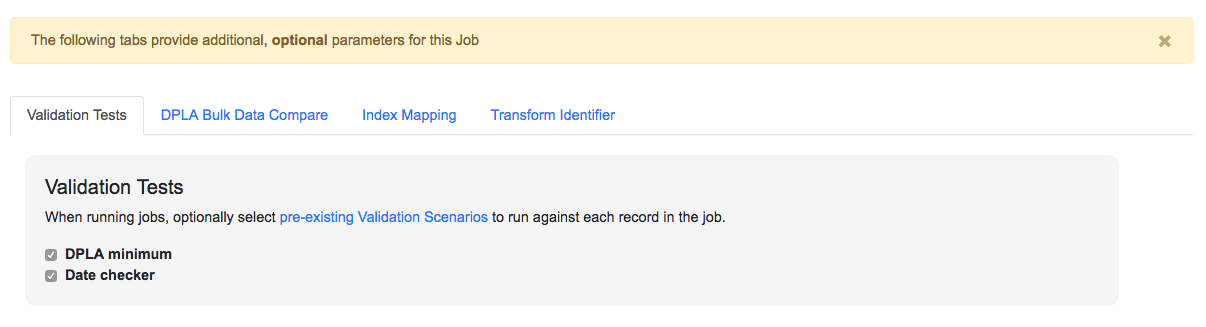 The following tabs provide additional, optional parameters for this Job
Validation Tests DPLA Bulk Data Compare Index Mapping Transform Identifier
Validation Tests
When running jobs, optionally select pre-existing Validation Scenarios to run against each record in the job.
DPLA minimum
Date checker